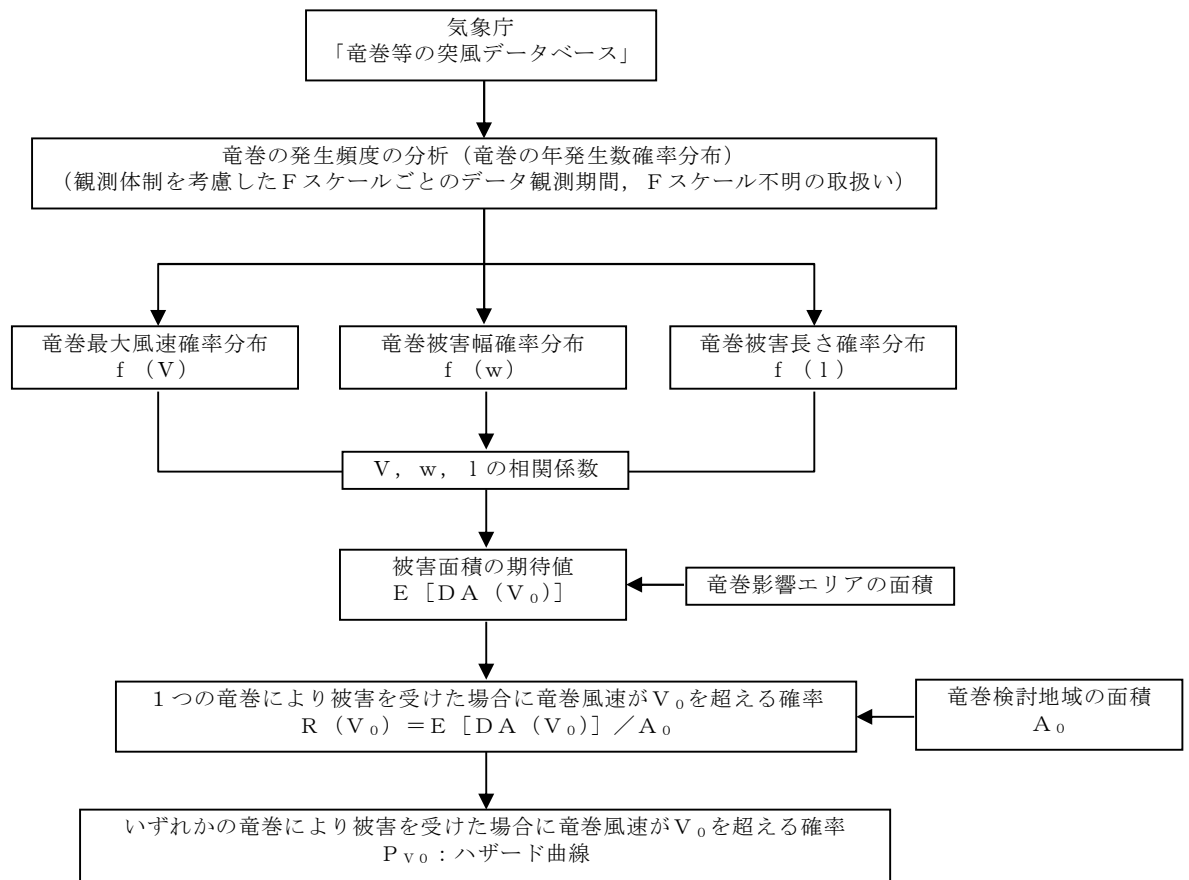 気象庁
「竜巻等の突風データベース」
竜巻の発生頻度の分析（竜巻の年発生数確率分布）
（観測体制を考慮したＦスケールごとのデータ観測期間，Ｆスケール不明の取扱い）
竜巻最大風速確率分布
ｆ（Ｖ）
竜巻被害幅確率分布
ｆ（ｗ）
竜巻被害長さ確率分布
ｆ（ｌ）
Ｖ，ｗ，ｌの相関係数
被害面積の期待値
Ｅ［ＤＡ（Ｖ₀）］
竜巻影響エリアの面積
１つの竜巻により被害を受けた場合に竜巻風速がＶ₀を超える確率
Ｒ（Ｖ₀）＝Ｅ［ＤＡ（Ｖ₀）］／Ａ₀
竜巻検討地域の面積
Ａ₀
いずれかの竜巻により被害を受けた場合に竜巻風速がＶ₀を超える確率
Ｐᵥ₀：ハザード曲線